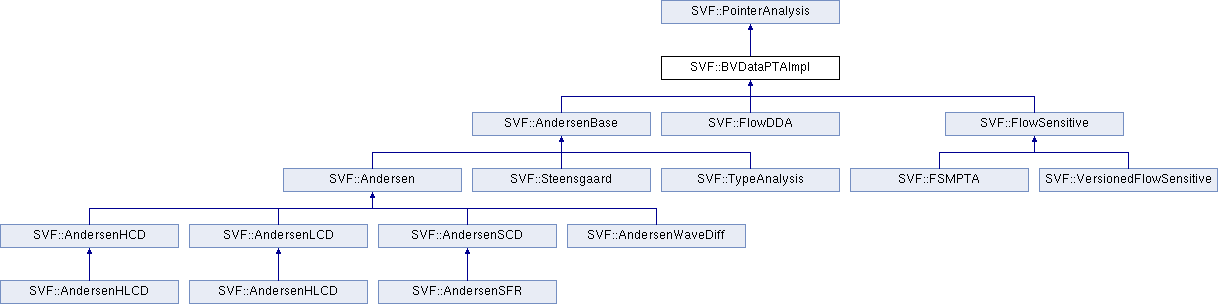 SVF::PointerAnalysis
SVF::BVDataPTAImpl
SVF::AndersenBase
SVF::FlowDDA
SVF::FlowSensitive
SVF::Andersen
SVF::Steensgaard
SVF::TypeAnalysis
SVF::FSMPTA
SVF::VersionedFlowSensitive
SVF::AndersenHCD
SVF::AndersenLCD
SVF::AndersenSCD
SVF::AndersenWaveDiff
SVF::AndersenHLCD
SVF::AndersenHLCD
SVF::AndersenSFR